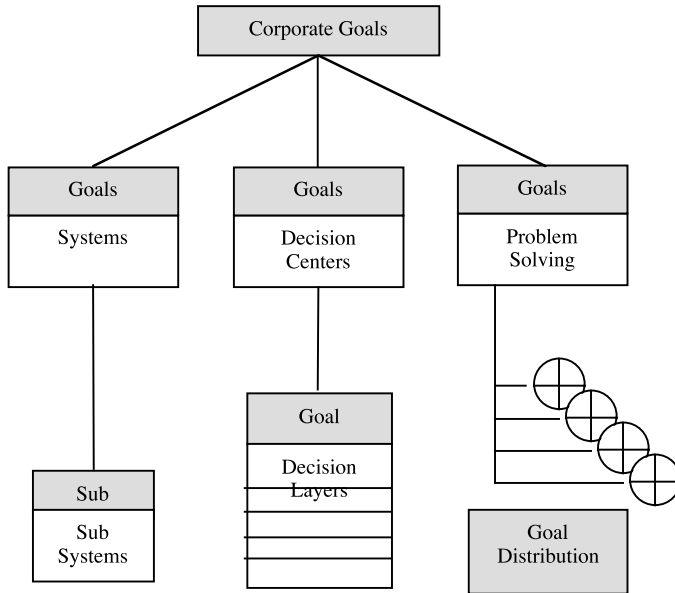 Corporate Goals
Goals
Systems
Goals
Decision
Centers
Goals
Problem
Solving
Goal
Decision
Layers
Sub
Sub
Systems
Goal
Distribution